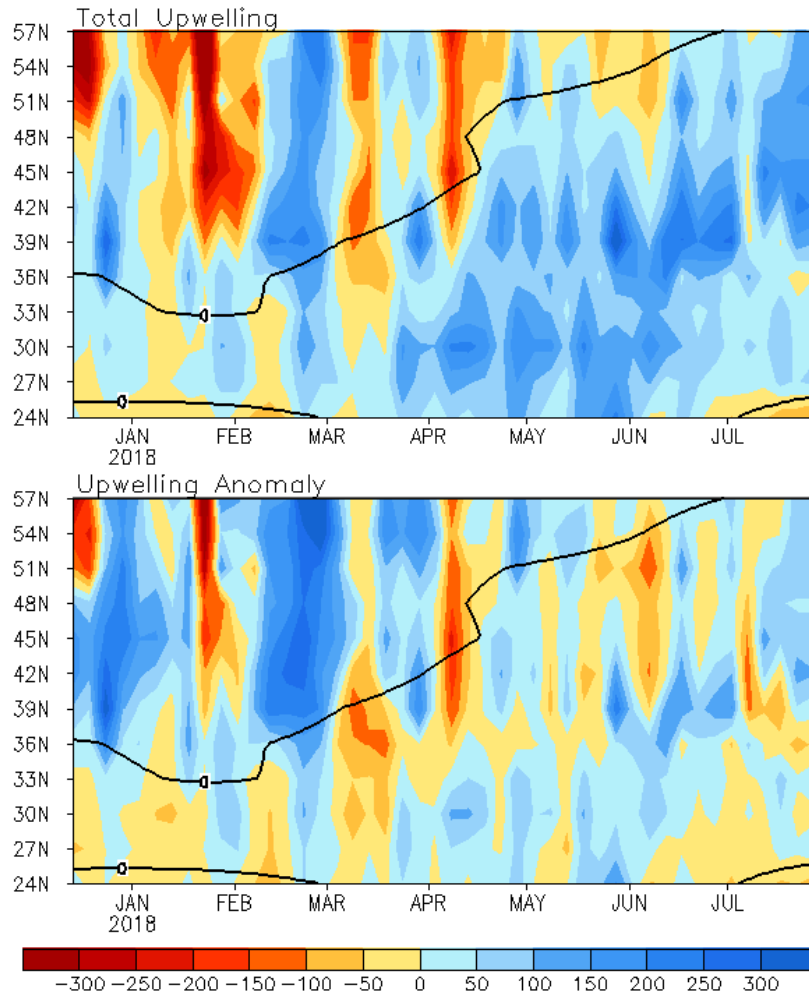 Total Upwelling
57N
54N
51N
48N
45N
42N
39N
36N
33N
30N
27N
24N
0
0
JAN FEB MAR APR MAY JUN JUL
2018
Upwelling Anomaly
57N
54N
51N
48N
45N
42N
39N
36N
33N
30N
27N
24N
0
0
JAN FEB MAR APR MAY JUN JUL
2018
-300 -250 -200 -150 -100 -50 0 50 100 150 200 250 300